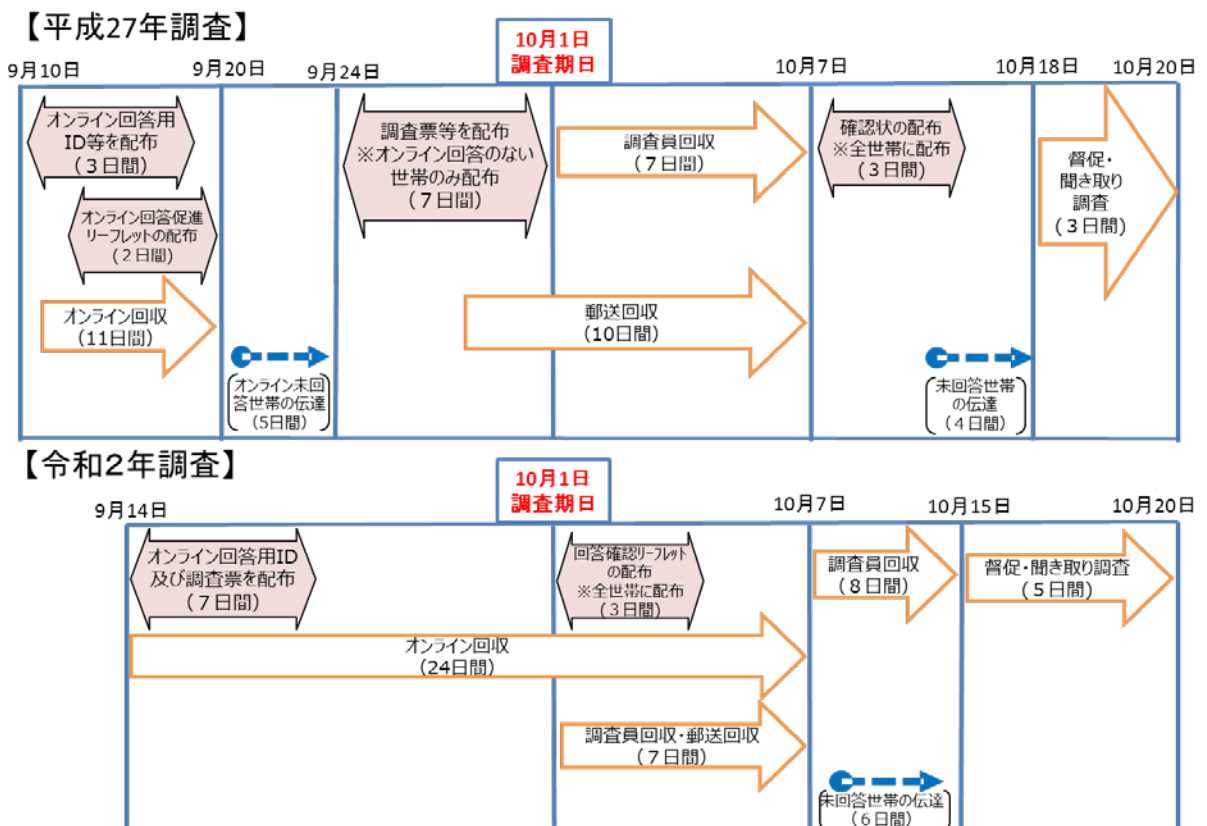 【平成27年調査】
10月1日
調査期日
9月10日
9月20日
9月24日
10月7日
10月18日
10月20日
オンライン回答用
ID等を配布
(3日間)
オンライン回答促進
リーフレットの配布
(2日間)
オンライン回収
(11日間)
オンライン未回
答世帯の伝達
(5日間)
調査票等を配布
※オンライン回答のない
世帯のみ配布
(7日間)
調査員回収
(7日間)
郵送回収
(10日間)
確認状の配布
※全世帯に配布
(3日間)
未回答世帯
の伝達
(4日間)
督促・
聞き取り
調査
(3日間)
【令和2年調査】
10月1日
調査期日
9月14日
10月7日
10月15日
10月20日
オンライン回答用ID
及び調査票を配布
(7日間)
回答確認リーフレット
の配布
※全世帯に配布
(3日間)
調査員回収
(8日間)
督促・聞き取り調査
(5日間)
オンライン回収
(24日間)
調査員回収・郵送回収
(7日間)
未回答世帯の伝達
(6日間)